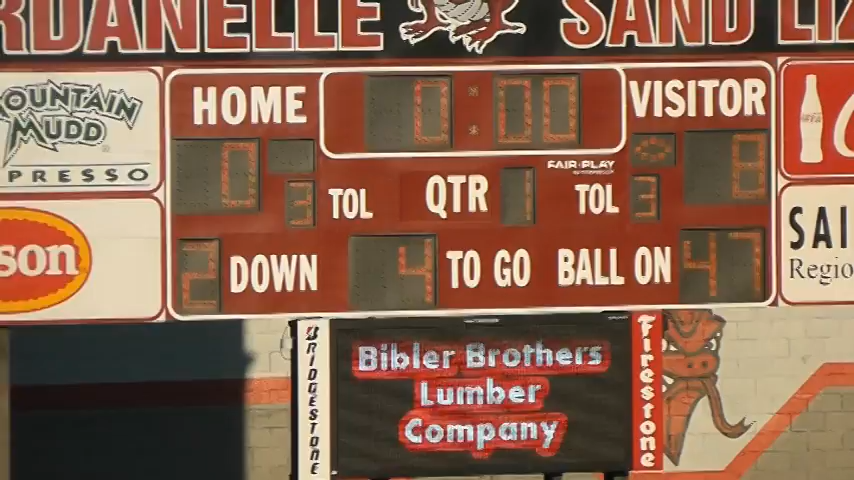 RDANELLE SAND LIZ
OUNTAIN
MUDD
PRESSO
HOME 0:00 VISITOR
FAIR-PLAY
0 3 TOL QTR 1 TOL 3 8
2 DOWN 4 TO GO BALL ON 47
son
SAI
Regio
BRIDGESTONE
Bibler Brothers
Lumber
Company
Firestone